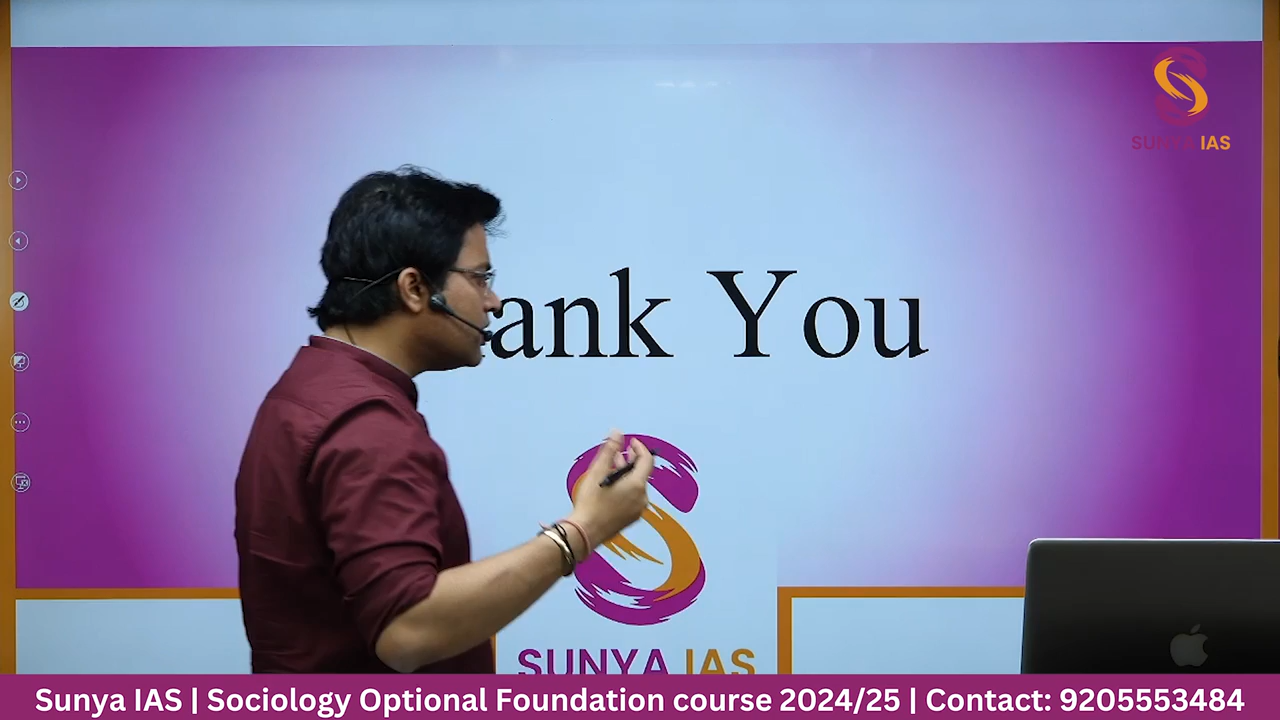 SUNYA IAS
ank You
SUNYA IAS
Sunya IAS | Sociology Optional Foundation course 2024/25 | Contact: 9205553484